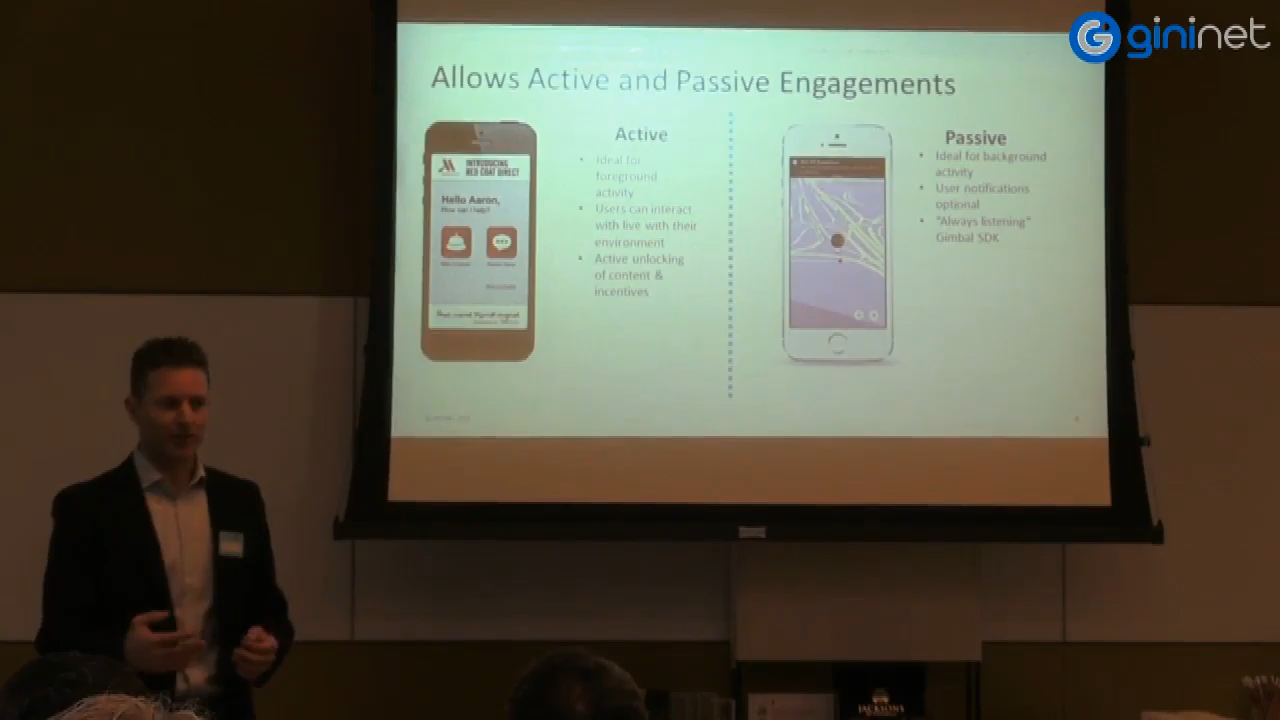 gininet
Allows Active and Passive Engagements
Active
Ideal for
foreground
activity
Users can interact
with live with their
environment
Active unlocking
of content &
incentives
INTRODUCING
RED COAT DIRECT
Hello Aaron,
How can I help?
Passive
Ideal for background
activity
User notifications
optional
"Always listening"
Gimbal SDK
JACKSONS